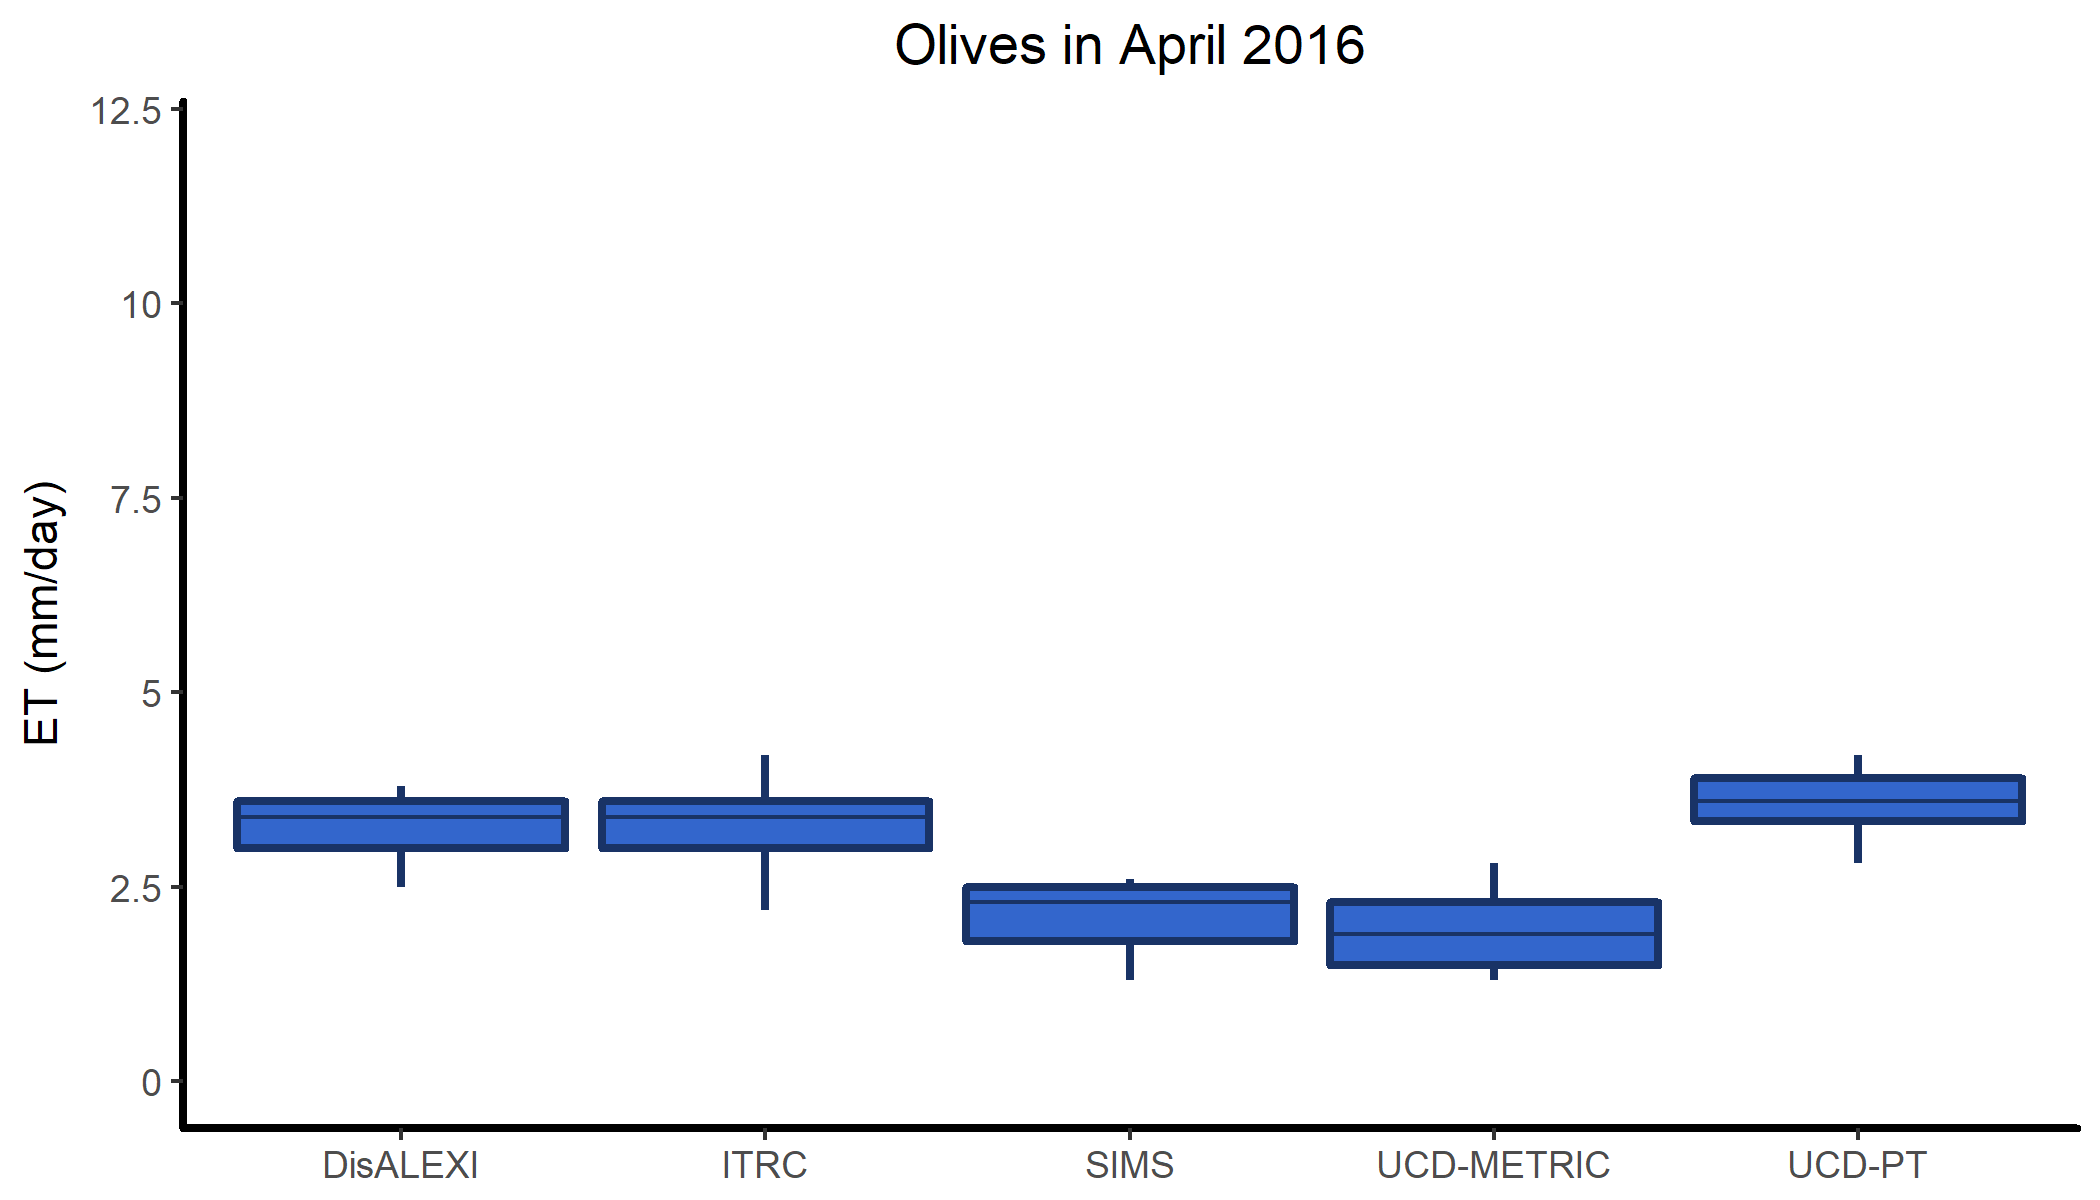 Olives in April 2016
12.5
10
7.5
5
2.5
0
ET (mm/day)
DisALEXI ITRC SIMS UCD-METRIC UCD-PT